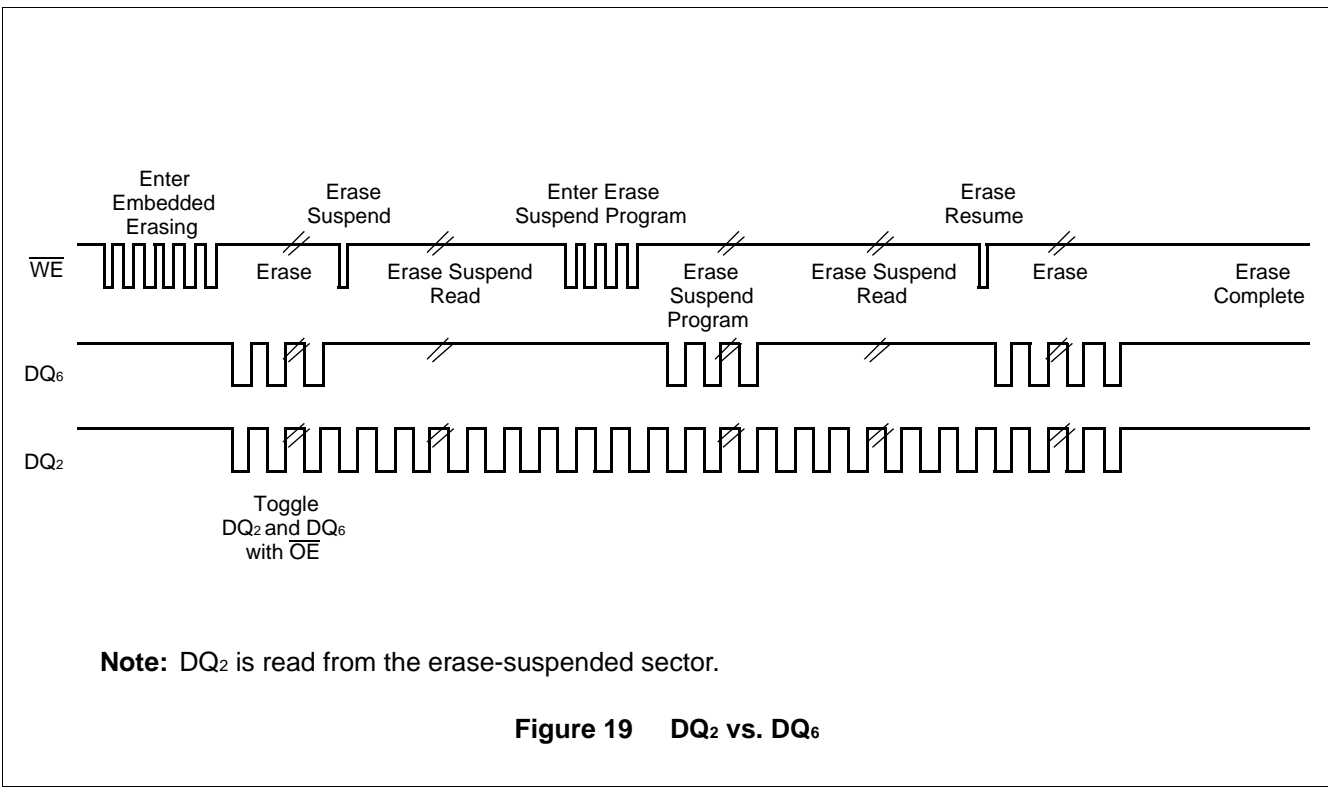 Enter
Embedded
Erasing
Erase
Suspend
Enter Erase
Suspend Program
Erase
Resume
WE
Erase
Erase Suspend
Read
Erase
Suspend
Program
Erase Suspend
Read
Erase
Erase
Complete
DQ6
DQ2
Toggle
DQ2 and DQ6
with OE
Note: DQ2 is read from the erase-suspended sector.
Figure 19 DQ2 vs. DQ6